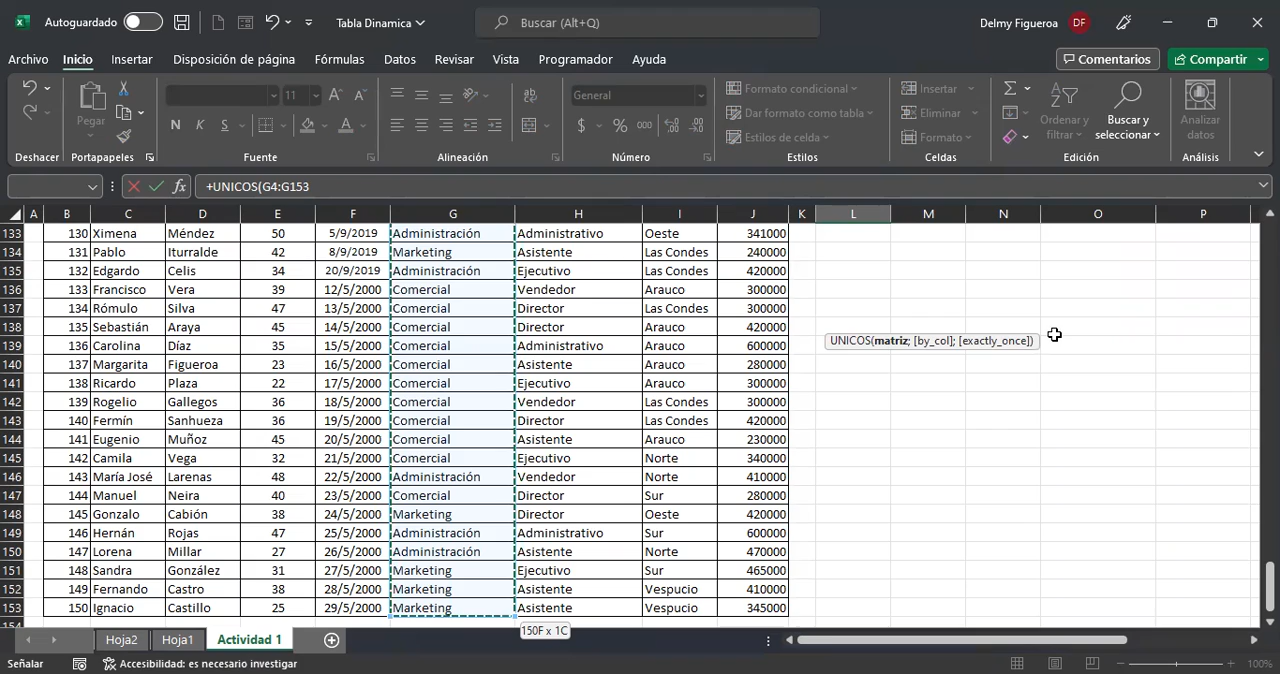 Autoguardado Tabla Dinamica Buscar (Alt+Q) Delmy Figueroa DF
Archivo Inicio Insertar Disposición de página Fórmulas Datos Revisar Vista Programador Ayuda Comentarios Compartir
Pegar 11 General Formato condicional Insertar Ordenar y filtrar Buscar y seleccionar Analizar datos
N K S $ % 000 Dar formato como tabla Eliminar
Estilos de celda Formato
Deshacer Portapapeles Fuente Alineación Número Estilos Celdas Edición Análisis
fx +UNICOS(G4:G153
A B C D E F G H I J K L M N O P
133 130 Ximena Méndez 50 5/9/2019 Administración Administrativo Oeste 341000
134 131 Pablo Iturralde 42 8/9/2019 Marketing Asistente Las Condes 240000
135 132 Edgardo Celis 34 20/9/2019 Administración Ejecutivo Las Condes 420000
136 133 Francisco Vera 39 12/5/2000 Comercial Vendedor Arauco 300000
137 134 Rómulo Silva 47 13/5/2000 Comercial Director Las Condes 300000
138 135 Sebastián Araya 45 14/5/2000 Comercial Director Arauco 420000
139 136 Carolina Díaz 35 15/5/2000 Comercial Administrativo Arauco 600000 UNICOS(matriz; [by_col]; [exactly_once])
140 137 Margarita Figueroa 23 16/5/2000 Comercial Asistente Arauco 280000
141 138 Ricardo Plaza 22 17/5/2000 Comercial Ejecutivo Arauco 300000
142 139 Rogelio Gallegos 36 18/5/2000 Comercial Vendedor Las Condes 300000
143 140 Fermín Sanhueza 36 19/5/2000 Comercial Director Las Condes 420000
144 141 Eugenio Muñoz 45 20/5/2000 Comercial Asistente Arauco 230000
145 142 Camila Vega 32 21/5/2000 Comercial Ejecutivo Norte 340000
146 143 María José Larenas 48 22/5/2000 Administración Vendedor Norte 410000
147 144 Manuel Neira 40 23/5/2000 Comercial Director Sur 280000
148 145 Gonzalo Cabión 38 24/5/2000 Marketing Director Oeste 420000
149 146 Hernán Rojas 47 25/5/2000 Administración Administrativo Sur 600000
150 147 Lorena Millar 27 26/5/2000 Administración Asistente Norte 470000
151 148 Sandra González 31 27/5/2000 Marketing Ejecutivo Sur 465000
152 149 Fernando Castro 38 28/5/2000 Marketing Asistente Vespucio 410000
153 150 Ignacio Castillo 25 29/5/2000 Marketing Asistente Vespucio 345000
154 150F x 1C
Hoja2 Hoja1 Actividad 1
Señalar Accesibilidad: es necesario investigar 100%